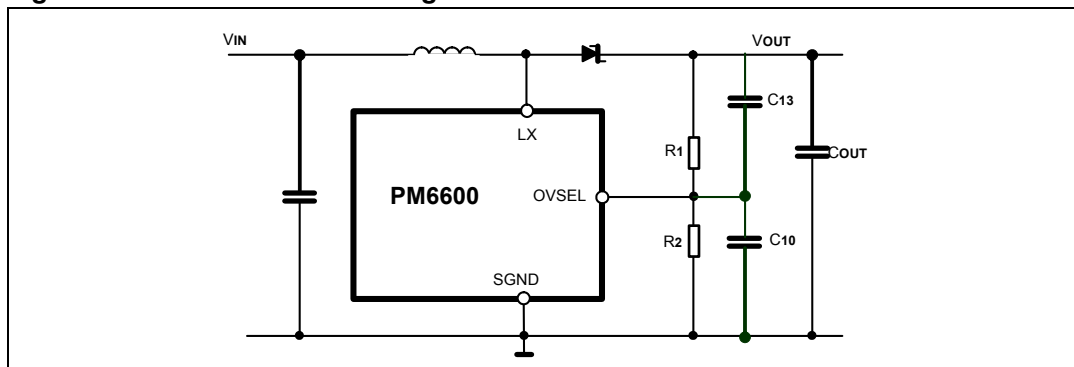 VIN
VOUT
C13
LX
R1
COUT
PM6600
OVSEL
R2
C10
SGND